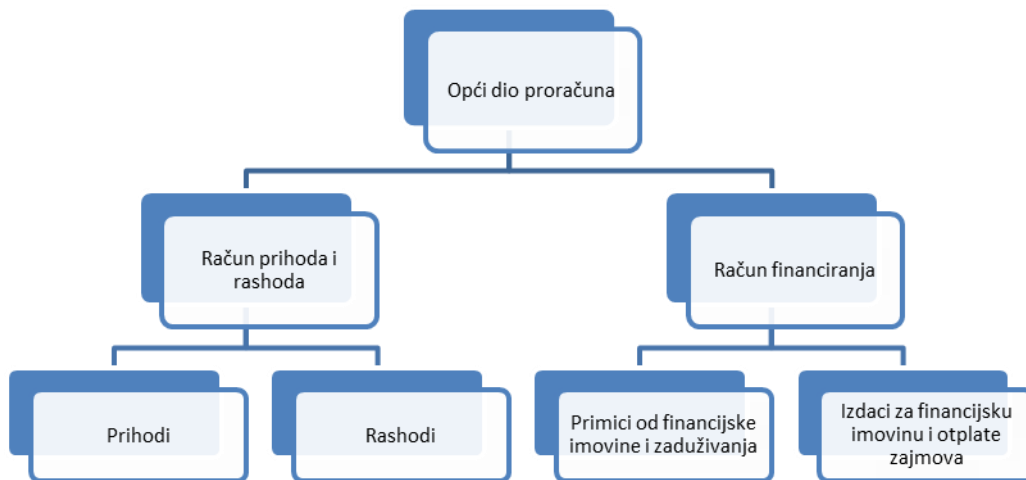 Opći dio proračuna
Račun prihoda i
rashoda
Račun financiranja
Prihodi
Rashodi
Primici od financijske
imovine i zaduživanja
Izdaci za financijsku
imovinu i otplate
zajmova